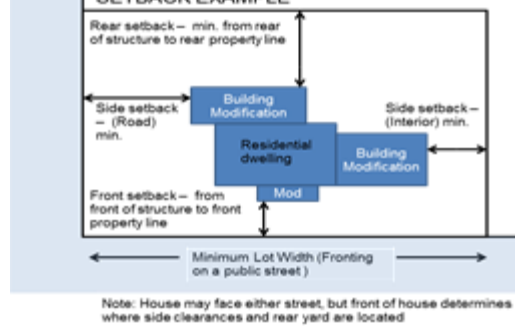 SETBACK EXAMPLE
Rear setback – min. from rear
of structure to rear property line
Side setback
– (Road)
min.
Building
Modification
Side setback –
(Interior) min.
Residential
dwelling
Building
Modification
Front setback – from
front of structure to front
property line
Mod
Minimum Lot Width (Fronting
on a public street )
Note: House may face either street, but front of house determines
where side clearances and rear yard are located